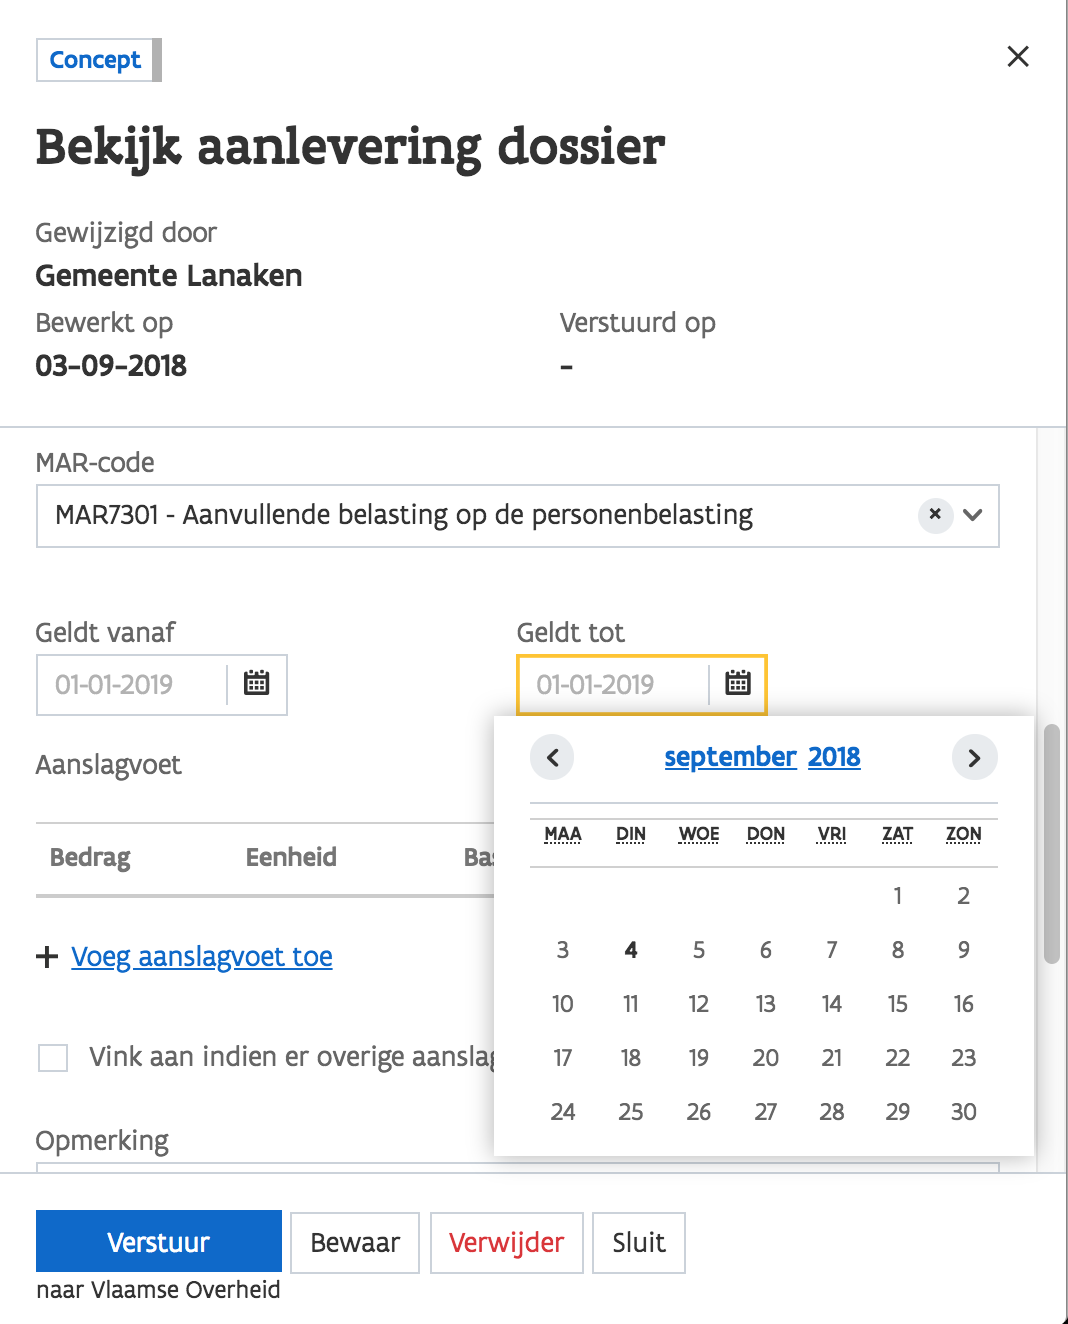 Concept
Bekijk aanlevering dossier
Gewijzigd door
Gemeente Lanaken
Bewerkt op
03-09-2018
Verstuurd op
-
MAR-code
MAR7301 - Aanvullende belasting op de personenbelasting
Geldt vanaf
01-01-2019
Geldt tot
01-01-2019
september 2018
MAA DIN WOE DON VRI ZAT ZON
1 2
3 4 5 6 7 8 9
10 11 12 13 14 15 16
17 18 19 20 21 22 23
24 25 26 27 28 29 30
Aanslagvoet
Bedrag Eenheid Bas
+ Voeg aanslagvoet toe
Vink aan indien er overige aanslag
Opmerking
Verstuur Bewaar Verwijder Sluit
naar Vlaamse Overheid